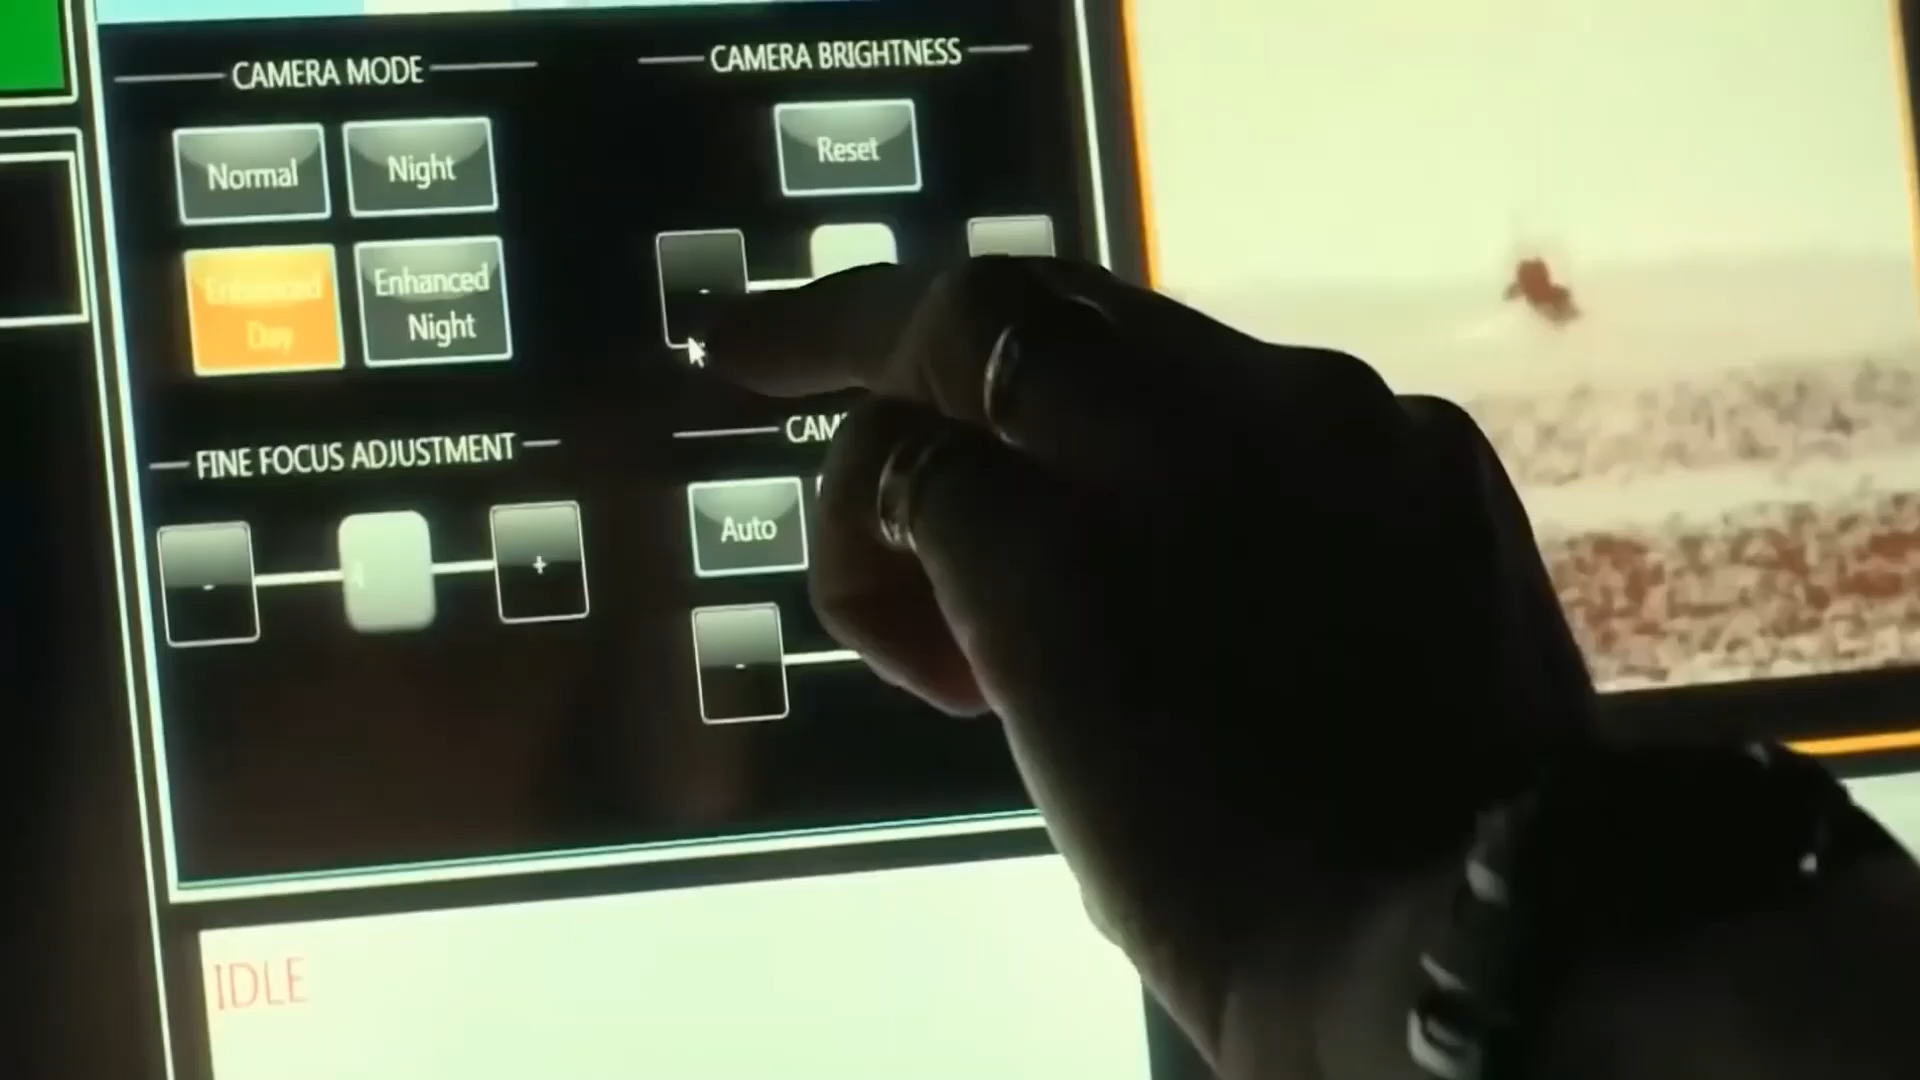 CAMERA MODE
CAMERA BRIGHTNESS
Normal
Night
Reset
Enhanced
Day
Enhanced
Night
-
FINE FOCUS ADJUSTMENT
Auto
-
+
-
IDLE